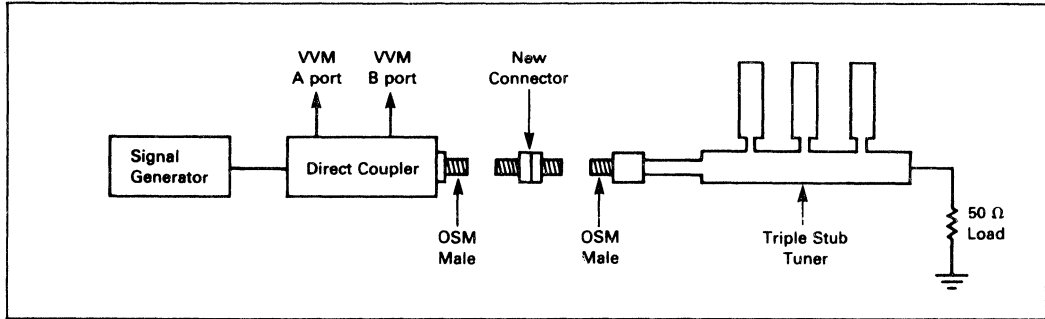 VVM
A port
VVM
B port
New
Connector
Signal
Generator
Direct Coupler
OSM
Male
OSM
Male
Triple Stub
Tuner
50 Ω
Load